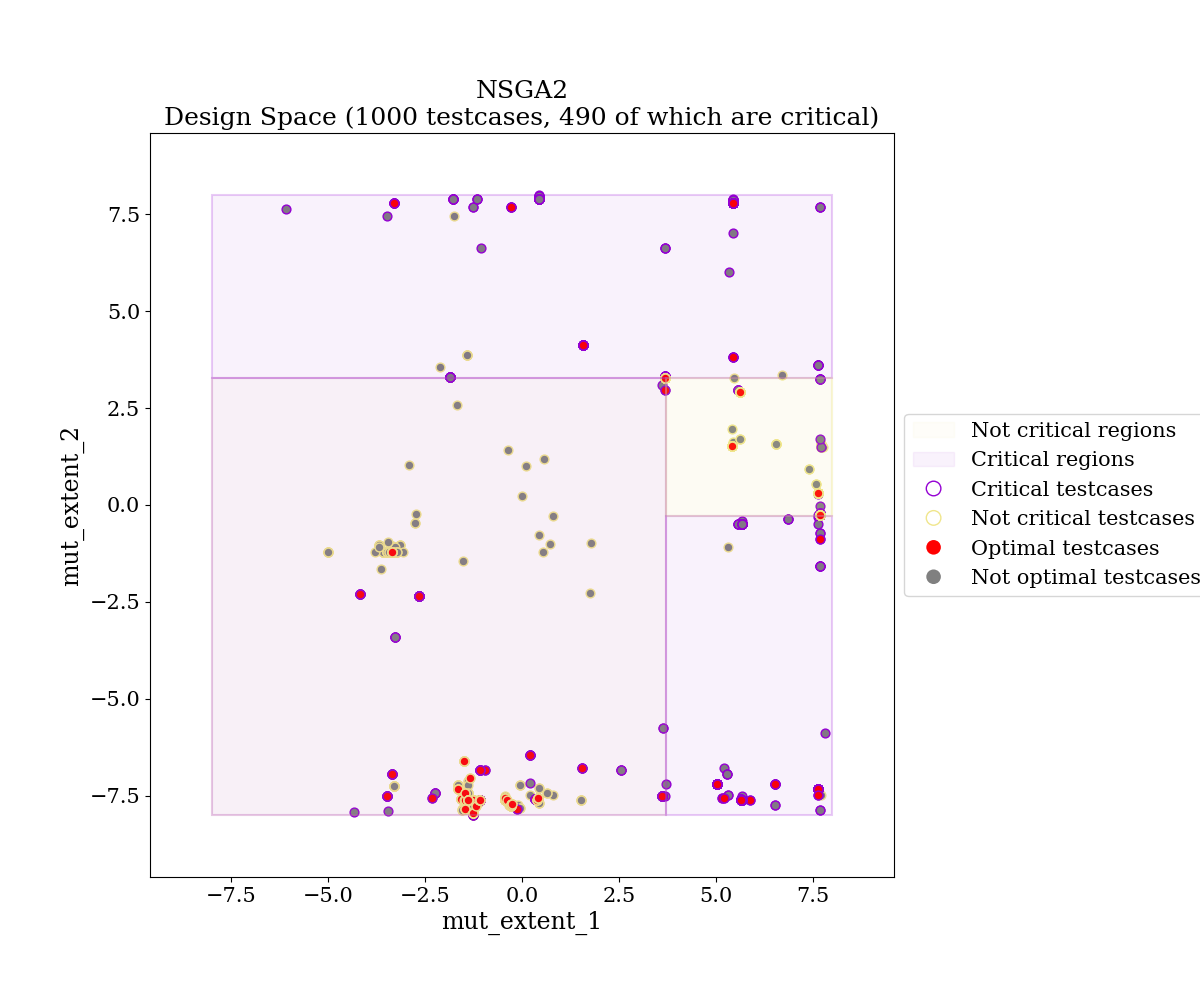 NSGA2
Design Space (1000 testcases, 490 of which are critical)
7.5
5.0
2.5
0.0
−2.5
−5.0
−7.5
mut_extent_2
−7.5
−5.0
−2.5
0.0
2.5
5.0
7.5
mut_extent_1
Not critical regions
Critical regions
Critical testcases
Not critical testcases
Optimal testcases
Not optimal testcases